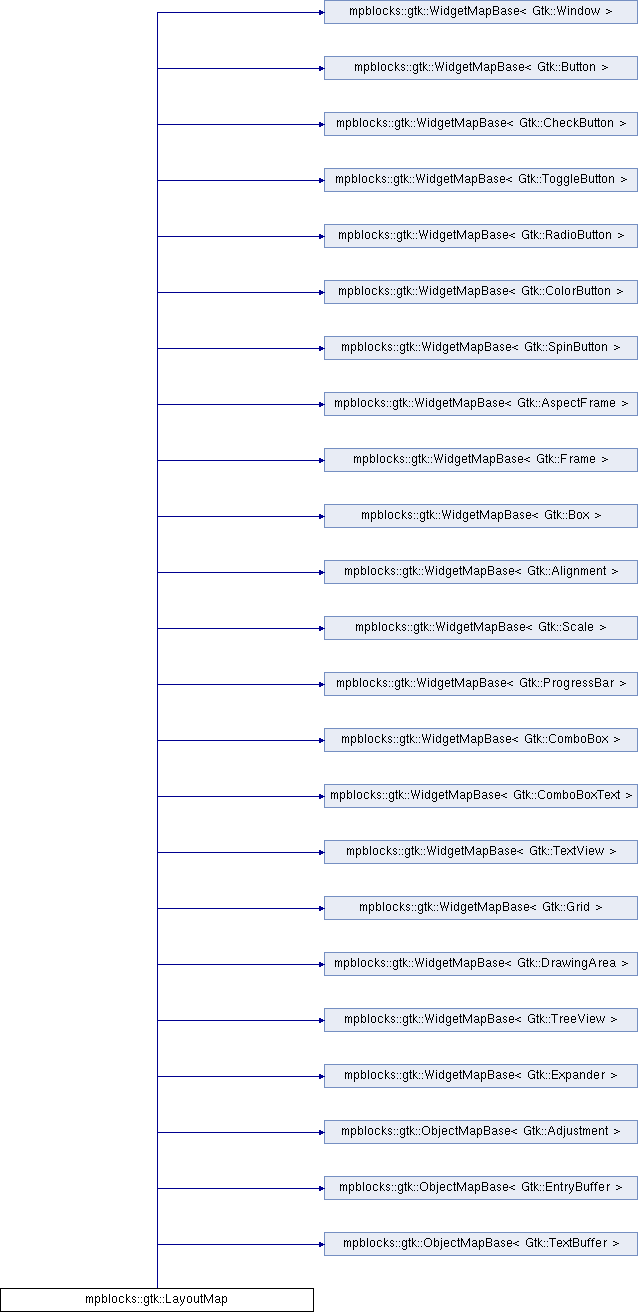 mpblocks::gtk::WidgetMapBase< Gtk::Window >
mpblocks::gtk::WidgetMapBase< Gtk::Button >
mpblocks::gtk::WidgetMapBase< Gtk::CheckButton >
mpblocks::gtk::WidgetMapBase< Gtk::ToggleButton >
mpblocks::gtk::WidgetMapBase< Gtk::RadioButton >
mpblocks::gtk::WidgetMapBase< Gtk::ColorButton >
mpblocks::gtk::WidgetMapBase< Gtk::SpinButton >
mpblocks::gtk::WidgetMapBase< Gtk::AspectFrame >
mpblocks::gtk::WidgetMapBase< Gtk::Frame >
mpblocks::gtk::WidgetMapBase< Gtk::Box >
mpblocks::gtk::WidgetMapBase< Gtk::Alignment >
mpblocks::gtk::WidgetMapBase< Gtk::Scale >
mpblocks::gtk::WidgetMapBase< Gtk::ProgressBar >
mpblocks::gtk::WidgetMapBase< Gtk::ComboBox >
mpblocks::gtk::WidgetMapBase< Gtk::ComboBoxText >
mpblocks::gtk::WidgetMapBase< Gtk::TextView >
mpblocks::gtk::WidgetMapBase< Gtk::Grid >
mpblocks::gtk::WidgetMapBase< Gtk::DrawingArea >
mpblocks::gtk::WidgetMapBase< Gtk::TreeView >
mpblocks::gtk::WidgetMapBase< Gtk::Expander >
mpblocks::gtk::ObjectMapBase< Gtk::Adjustment >
mpblocks::gtk::ObjectMapBase< Gtk::EntryBuffer >
mpblocks::gtk::ObjectMapBase< Gtk::TextBuffer >
mpblocks::gtk::LayoutMap